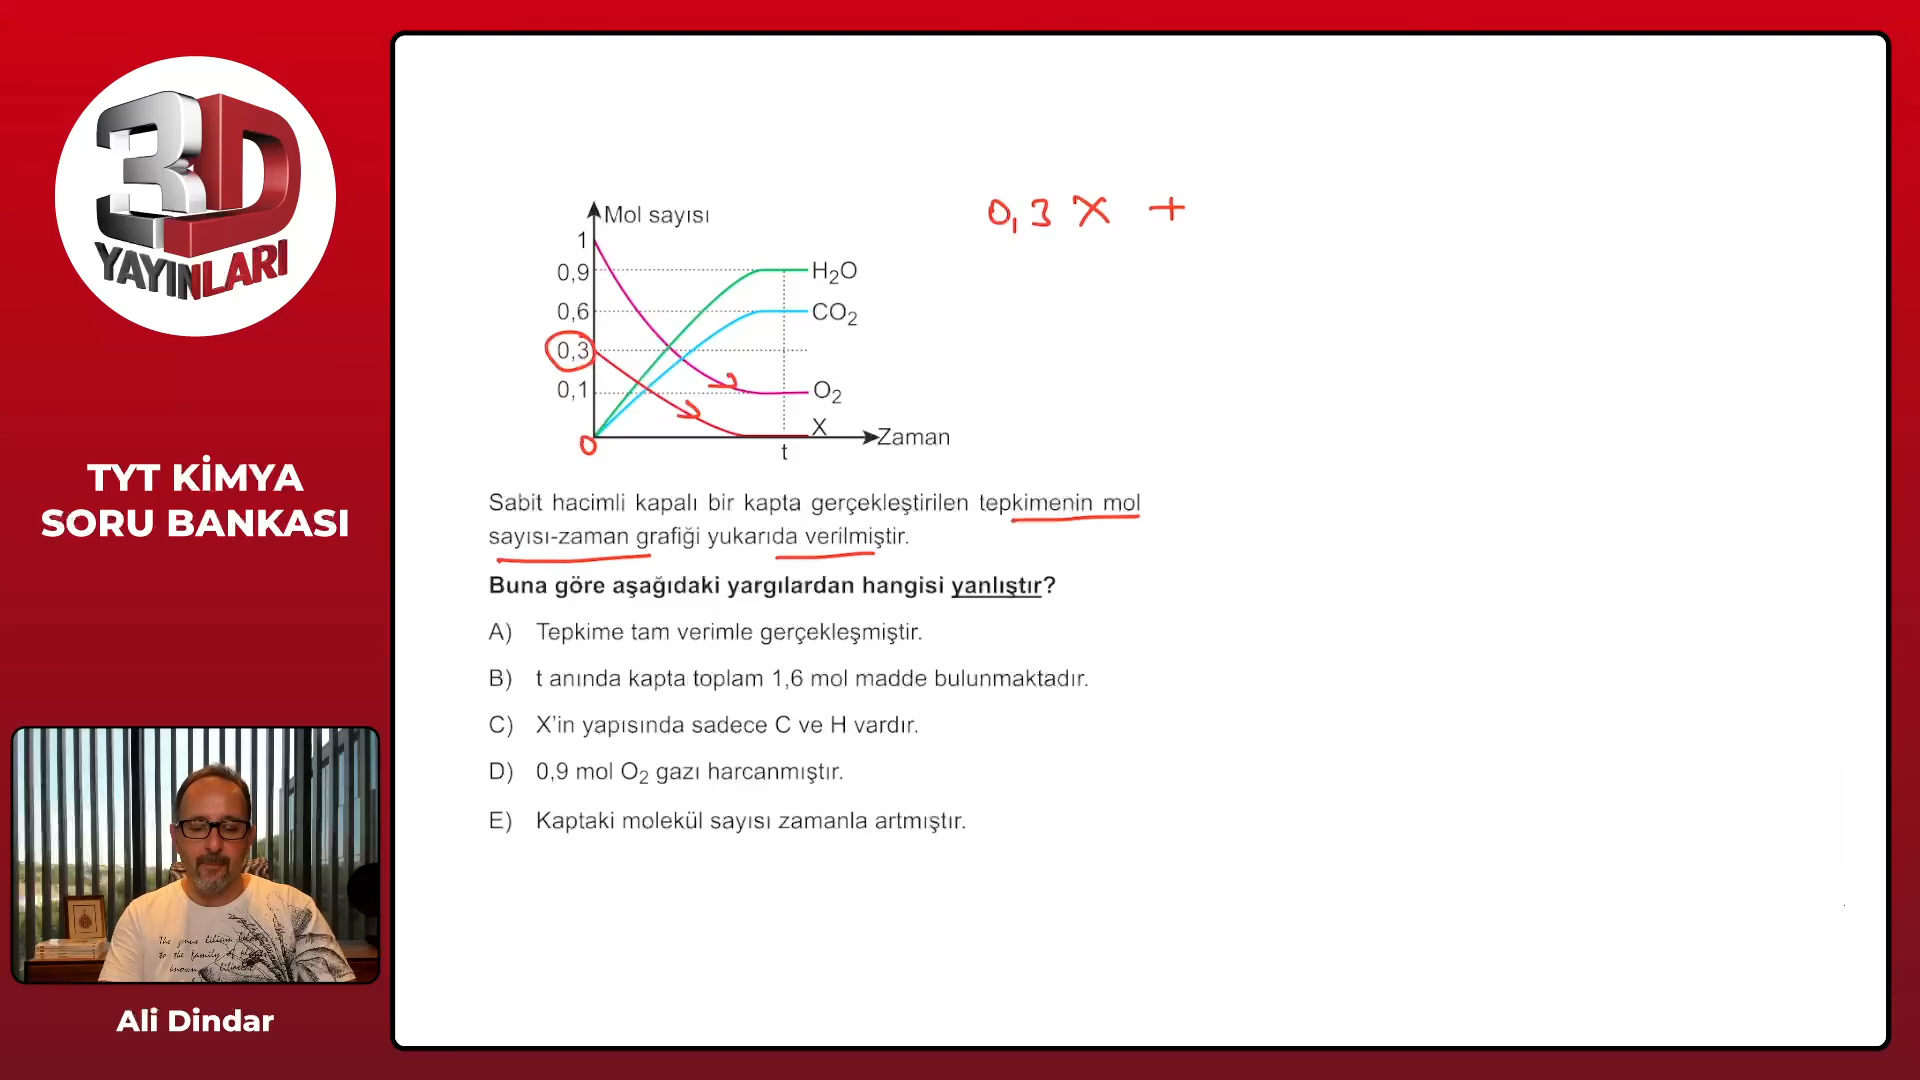 3D
YAYINLARI
TYT KİMYA
SORU BANKASI
Ali Dindar
Mol sayısı
1
0,9
0,6
0,3
0,1
0
H₂O
CO₂
O₂
X
t
Zaman
0,3 X +
Sabit hacimli kapalı bir kapta gerçekleştirilen tepkimenin mol
sayısı-zaman grafiği yukarıda verilmiştir.
Buna göre aşağıdaki yargılardan hangisi yanlıştır?
A) Tepkime tam verimle gerçekleşmiştir.
B) t anında kapta toplam 1,6 mol madde bulunmaktadır.
C) X’in yapısında sadece C ve H vardır.
D) 0,9 mol O₂ gazı harcanmıştır.
E) Kaptaki molekül sayısı zamanla artmıştır.